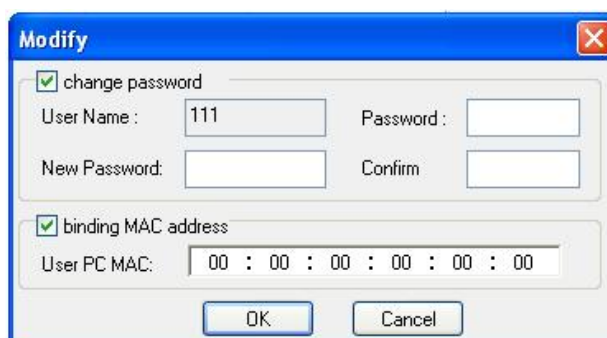 Modify
change password
User Name : 111 Password :
New Password: Confirm
binding MAC address
User PC MAC: 00 : 00 : 00 : 00 : 00 : 00
OK Cancel